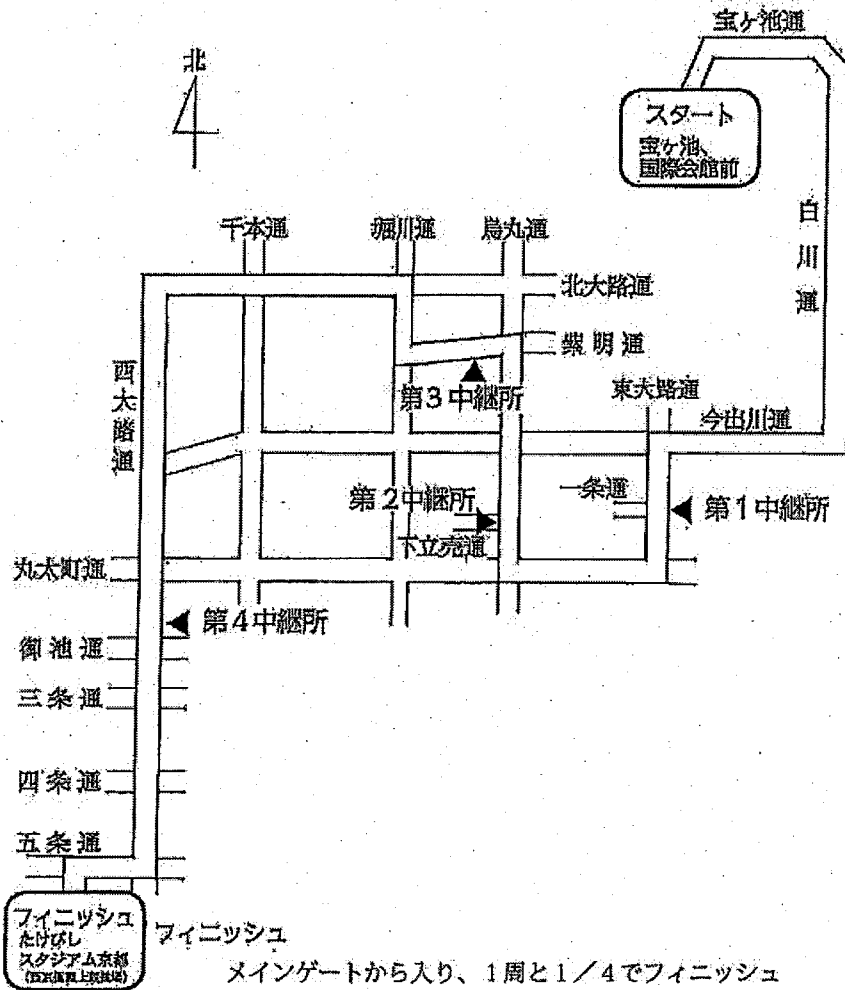 宝ヶ池通
北
スタート
宝ヶ池、
国際会館前
白川通
千本通
堀川通
烏丸通
北大路通
紫明通
西大路通
第3中継所
東大路通
今出川通
第2中継所
一条通
第1中継所
下立売通
丸太町通
第4中継所
御池通
三条通
四条通
五条通
フィニッシュ
たけびし
スタジアム京都
フィニッシュ
メインゲートから入り、1周と1/4でフィニッシュ